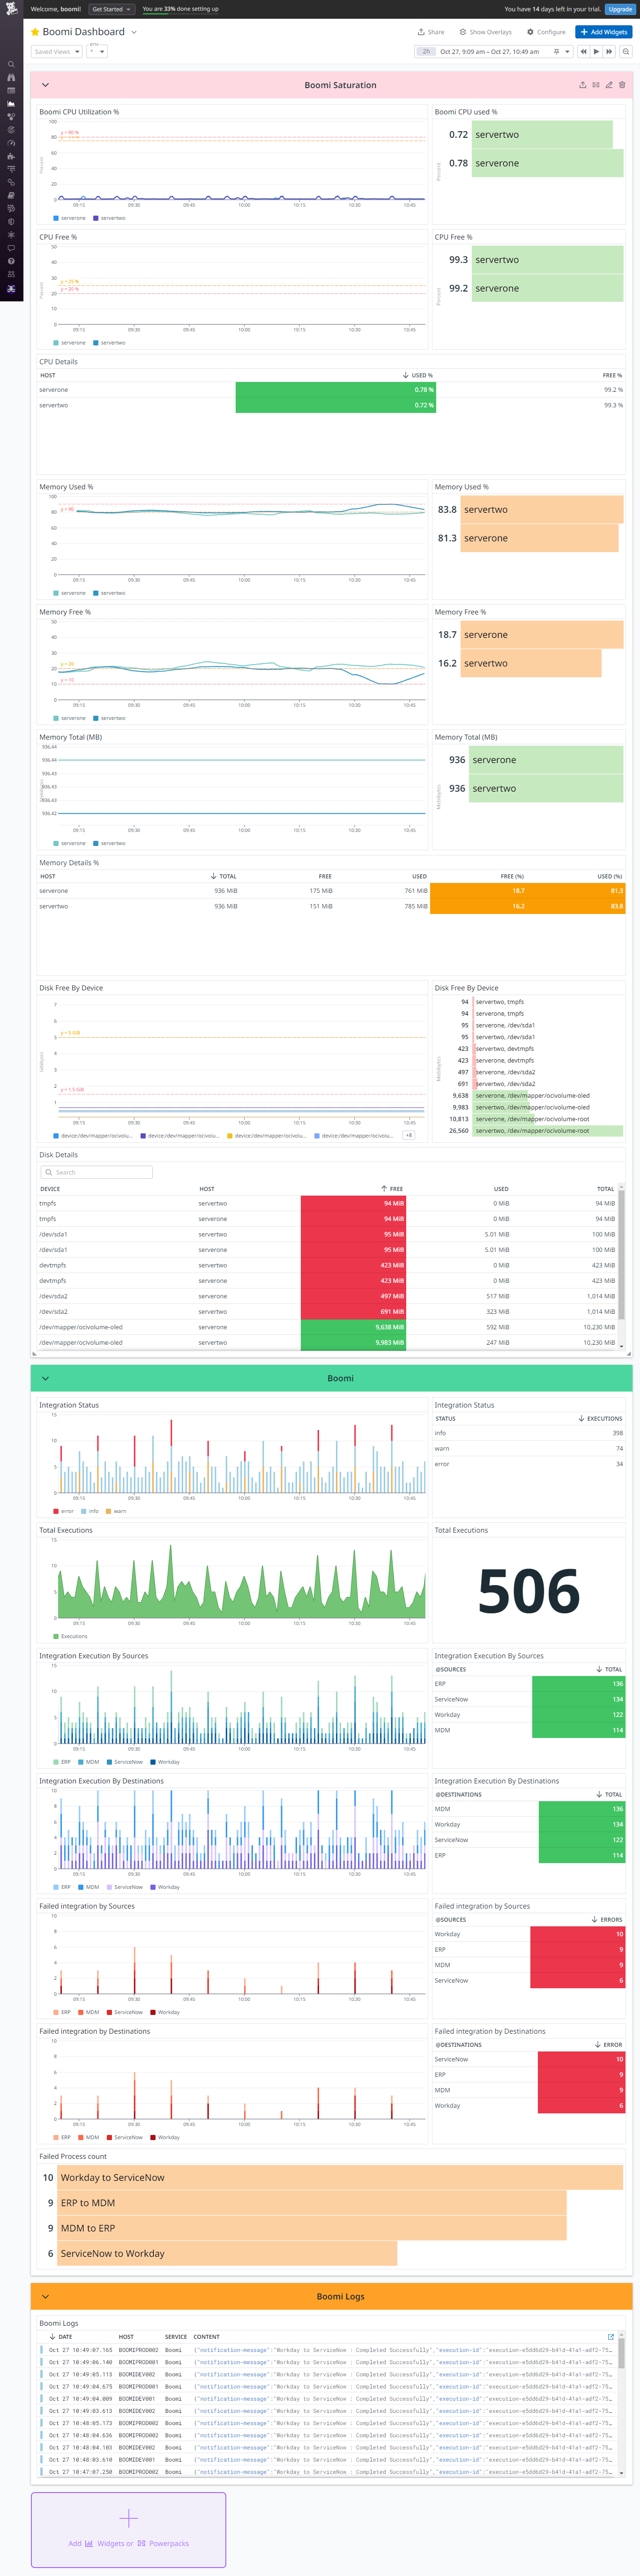 Welcome, boomi!
Get Started
You are 33% done setting up
You have 14 days left in your trial.
Upgrade
Boomi Dashboard
Share
Show Overlays
Configure
+ Add Widgets
Saved Views
*
2h Oct 27, 9:09 am – Oct 27, 10:49 am
Boomi Saturation
Boomi CPU Utilization %
Percent
100
80
60
40
20
0
y = 80 %
09:15 09:30 09:45 10:00 10:15 10:30 10:45
serverone servertwo
Boomi CPU used %
Percent
0.72 servertwo
0.78 serverone
CPU Free %
Percent
50
40
30
20
10
0
y = 25 %
y = 20 %
09:15 09:30 09:45 10:00 10:15 10:30 10:45
serverone servertwo
CPU Free %
Percent
99.3 servertwo
99.2 serverone
CPU Details
HOST USED % FREE %
serverone 0.78 % 99.2 %
servertwo 0.72 % 99.3 %
Memory Used %
100
80
60
40
20
0
y = 80
09:15 09:30 09:45 10:00 10:15 10:30 10:45
serverone servertwo
Memory Used %
83.8 servertwo
81.3 serverone
Memory Free %
50
40
30
20
10
0
y = 20
y = 10
09:15 09:30 09:45 10:00 10:15 10:30 10:45
serverone servertwo
Memory Free %
18.7 serverone
16.2 servertwo
Memory Total (MB)
936.44
936.44
936.43
936.43
936.43
936.42
09:15 09:30 09:45 10:00 10:15 10:30 10:45
serverone servertwo
Memory Total (MB)
Mebibytes
936 serverone
936 servertwo
Memory Details %
HOST TOTAL FREE USED FREE (%) USED (%)
serverone 936 MiB 175 MiB 761 MiB 18.7 81.3
servertwo 936 MiB 151 MiB 785 MiB 16.2 83.8
Disk Free By Device
7
6
5
4
3
2
1
y = 5 GiB
y = 1.5 GiB
09:15 09:30 09:45 10:00 10:15 10:30 10:45
device:/dev/mapper/ocivolu... device:/dev/mapper/ocivolu... device:/dev/mapper/ocivolu... device:/dev/mapper/ocivolu... +8
Disk Free By Device
Mebibytes
94 servertwo, tmpfs
94 serverone, tmpfs
95 serverone, /dev/sda1
95 servertwo, /dev/sda1
423 servertwo, devtmpfs
423 serverone, devtmpfs
497 serverone, /dev/sda2
691 servertwo, /dev/sda2
9,638 serverone, /dev/mapper/ocivolume-oled
9,983 servertwo, /dev/mapper/ocivolume-oled
10,813 serverone, /dev/mapper/ocivolume-root
26,560 servertwo, /dev/mapper/ocivolume-root
Disk Details
Search
DEVICE HOST FREE USED TOTAL
tmpfs servertwo 94 MiB 0 MiB 94 MiB
tmpfs serverone 94 MiB 0 MiB 94 MiB
/dev/sda1 servertwo 95 MiB 5.01 MiB 100 MiB
/dev/sda1 serverone 95 MiB 5.01 MiB 100 MiB
devtmpfs servertwo 423 MiB 0 MiB 423 MiB
devtmpfs serverone 423 MiB 0 MiB 423 MiB
/dev/sda2 serverone 497 MiB 517 MiB 1,014 MiB
/dev/sda2 servertwo 691 MiB 323 MiB 1,014 MiB
/dev/mapper/ocivolume-oled serverone 9,638 MiB 592 MiB 10,230 MiB
/dev/mapper/ocivolume-oled servertwo 9,983 MiB 247 MiB 10,230 MiB
Boomi
Integration Status
15
10
5
0
09:15 09:30 09:45 10:00 10:15 10:30 10:45
error info warn
Integration Status
STATUS EXECUTIONS
info 398
warn 74
error 34
Total Executions
15
10
5
0
09:15 09:30 09:45 10:00 10:15 10:30 10:45
Executions
Total Executions
506
Integration Execution By Sources
15
10
5
0
09:15 09:30 09:45 10:00 10:15 10:30 10:45
ERP MDM ServiceNow Workday
Integration Execution By Sources
@SOURCES TOTAL
ERP 136
ServiceNow 134
Workday 122
MDM 114
Integration Execution By Destinations
10
8
6
4
2
0
09:15 09:30 09:45 10:00 10:15 10:30 10:45
ERP MDM ServiceNow Workday
Integration Execution By Destinations
@DESTINATIONS TOTAL
MDM 136
Workday 134
ServiceNow 122
ERP 114
Failed integration by Sources
10
8
6
4
2
0
09:15 09:30 09:45 10:00 10:15 10:30 10:45
ERP MDM ServiceNow Workday
Failed integration by Sources
@SOURCES ERRORS
Workday 10
ERP 9
MDM 9
ServiceNow 6
Failed integration by Destinations
10
8
6
4
2
0
09:15 09:30 09:45 10:00 10:15 10:30 10:45
ERP MDM ServiceNow Workday
Failed integration by Destinations
@DESTINATIONS ERROR
ServiceNow 10
ERP 9
MDM 9
Workday 6
Failed Process count
10 Workday to ServiceNow
9 ERP to MDM
9 MDM to ERP
6 ServiceNow to Workday
Boomi Logs
Boomi Logs
DATE HOST SERVICE CONTENT
Oct 27 10:49:07.165 BOOMIPROD002 Boomi {"notification-message":"Workday to ServiceNow : Completed Successfully","execution-id":"execution-e5dd6d29-b41d-41a1-adf2-75...
Oct 27 10:49:06.140 BOOMIPROD001 Boomi {"notification-message":"Workday to ServiceNow : Completed Successfully","execution-id":"execution-e5dd6d29-b41d-41a1-adf2-75...
Oct 27 10:49:05.113 BOOMIDEV002 Boomi {"notification-message":"Workday to ServiceNow : Completed Successfully","execution-id":"execution-e5dd6d29-b41d-41a1-adf2-75...
Oct 27 10:49:04.675 BOOMIPROD001 Boomi {"notification-message":"Workday to ServiceNow : Completed Successfully","execution-id":"execution-e5dd6d29-b41d-41a1-adf2-75...
Oct 27 10:49:04.009 BOOMIDEV001 Boomi {"notification-message":"Workday to ServiceNow : Completed Successfully","execution-id":"execution-e5dd6d29-b41d-41a1-adf2-75...
Oct 27 10:49:03.613 BOOMIDEV002 Boomi {"notification-message":"Workday to ServiceNow : Completed Successfully","execution-id":"execution-e5dd6d29-b41d-41a1-adf2-75...
Oct 27 10:48:05.173 BOOMIPROD002 Boomi {"notification-message":"Workday to ServiceNow : Completed Successfully","execution-id":"execution-e5dd6d29-b41d-41a1-adf2-75...
Oct 27 10:48:04.636 BOOMIPROD002 Boomi {"notification-message":"Workday to ServiceNow : Completed Successfully","execution-id":"execution-e5dd6d29-b41d-41a1-adf2-75...
Oct 27 10:48:04.103 BOOMIDEV002 Boomi {"notification-message":"Workday to ServiceNow : Completed Successfully","execution-id":"execution-e5dd6d29-b41d-41a1-adf2-75...
Oct 27 10:48:03.610 BOOMIDEV001 Boomi {"notification-message":"Workday to ServiceNow : Completed Successfully","execution-id":"execution-e5dd6d29-b41d-41a1-adf2-75...
Oct 27 10:47:07.250 BOOMIPROD002 Boomi {"notification-message":"Workday to ServiceNow : Completed Successfully","execution-id":"execution-e5dd6d29-b41d-41a1-adf2-75...
Add Widgets or Powerpacks